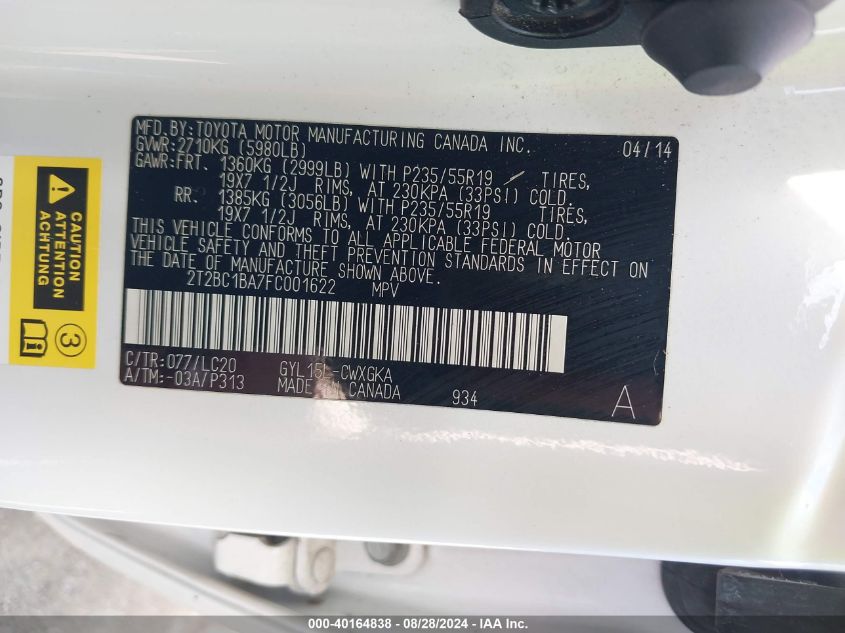 MFD. BY: TOYOTA MOTOR MANUFACTURING CANADA INC.
GVWR: 2710KG (5980LB) 04/14
GAWR: FRT. 1360KG (2999LB) WITH P235/55R19 TIRES,
19X7 1/2J RIMS, AT 230KPA (33PSI) COLD.
RR. 1385KG (3056LB) WITH P235/55R19 TIRES,
19X7 1/2J RIMS, AT 230KPA (33PSI) COLD.
THIS VEHICLE CONFORMS TO ALL APPLICABLE FEDERAL MOTOR
VEHICLE SAFETY AND THEFT PREVENTION STANDARDS IN EFFECT ON
THE DATE OF MANUFACTURE SHOWN ABOVE.
2T2BC1BA7FC001622 MPV
C/TR: 077/LC20 GYL15L-CWXGKA
A/TM: -03A/P313 MADE IN CANADA 934 A
CAUTION
ATTENTION
3
000-40164838 - 08/28/2024 - IAA Inc.